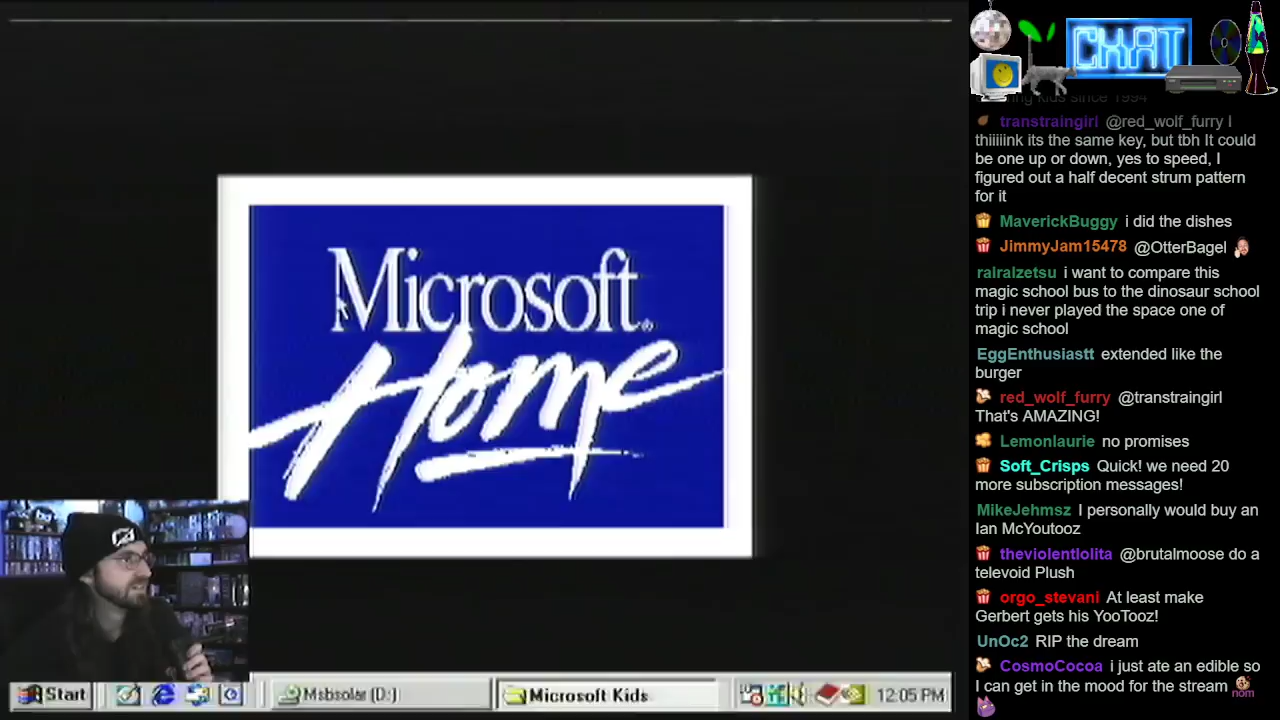 Microsoft®
Home
Start
Msbsolar (D:)
Microsoft Kids
12:05 PM
CHAT
kids since 1994
transtraingirl @red_wolf_furry I
thiiiiink its the same key, but tbh It could
be one up or down, yes to speed, I
figured out a half decent strum pattern
for it
MaverickBuggy i did the dishes
JimmyJam15478 @OtterBagel
rairaizetsu i want to compare this
magic school bus to the dinosaur school
trip i never played the space one of
magic school
EggEnthusiastt extended like the
burger
red_wolf_furry @transtraingirl
That's AMAZING!
Lemonlaurie no promises
Soft_Crisps Quick! we need 20
more subscription messages!
MikeJehmsz I personally would buy an
Ian McYoutooz
theviolentlolita @brutalmoose do a
televoid Plush
orgo_stevani At least make
Gerbert gets his YooTooz!
UnOc2 RIP the dream
CosmoCocoa i just ate an edible so
I can get in the mood for the stream nom